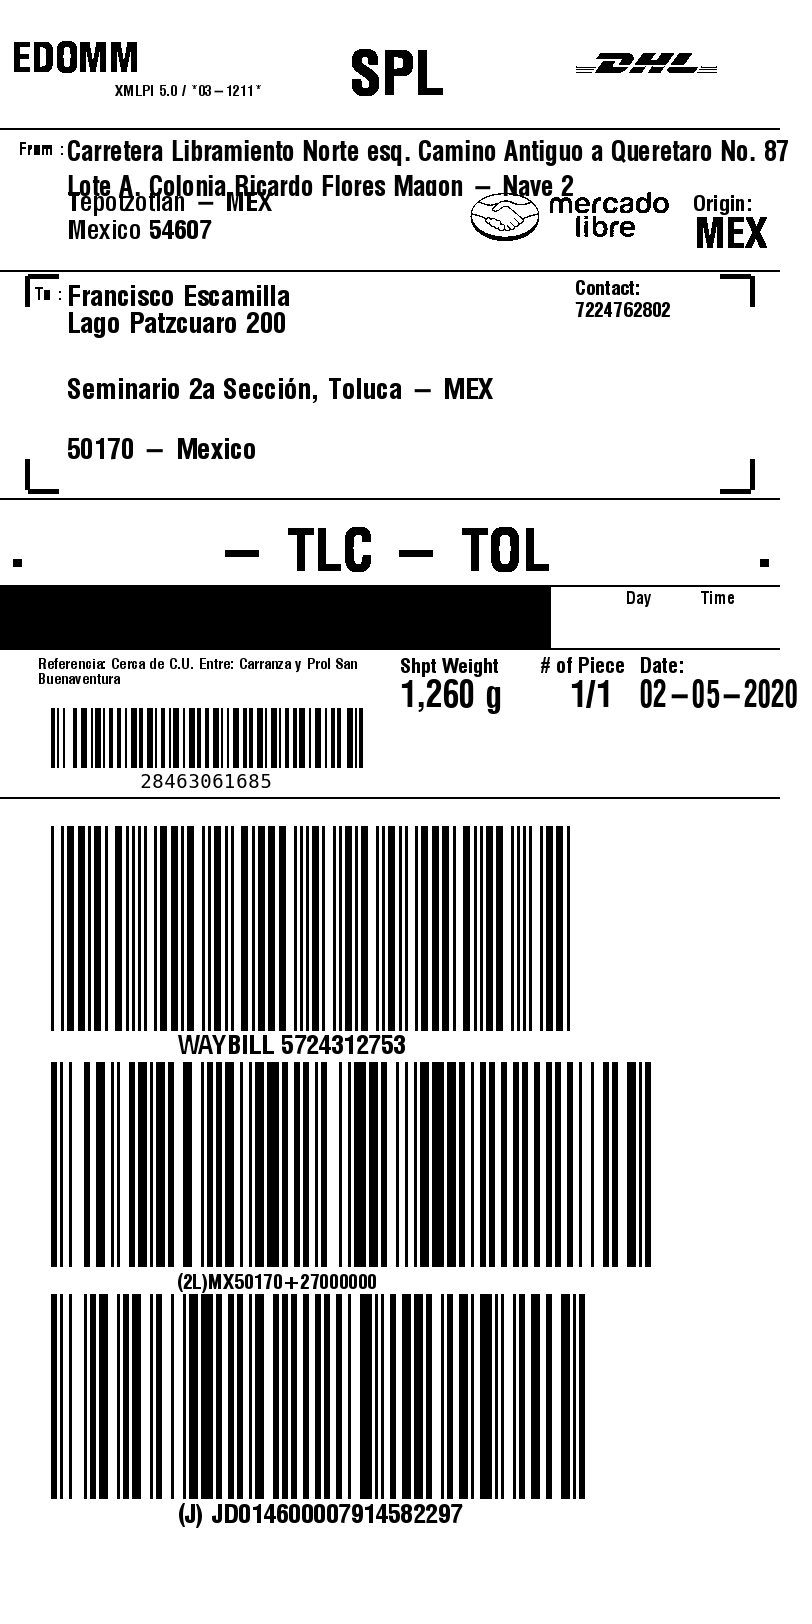 EDOMM
SPL
DHL
XMLPI 5.0 / *03-1211*
From : Carretera Libramiento Norte esq. Camino Antiguo a Queretaro No. 87
Lote A. Colonia Ricardo Flores Magon - Nave 2
Tepotzotlán - MEX
Mexico 54607
mercado
libre
Origin:
MEX
To : Francisco Escamilla
Lago Patzcuaro 200
Contact:
7224762802
Seminario 2a Sección, Toluca - MEX
50170 - Mexico
. - TLC - TOL .
Day Time
Referencia: Cerca de C.U. Entre: Carranza y Prol San
Buenaventura
Shpt Weight
1,260 g
# of Piece
1/1
Date:
02-05-2020
28463061685
WAYBILL 5724312753
(2L)MX50170+27000000
(J) JD014600007914582297